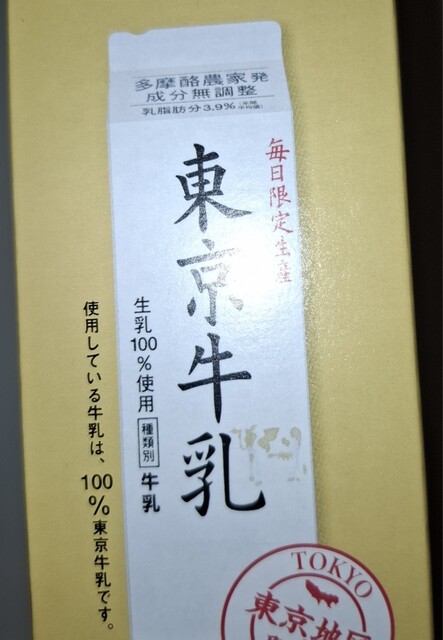 多摩酪農家発
成分無調整
乳脂肪分3.9%
毎日限定生産
東京牛乳
生乳100%使用
種類別
牛乳
使用している牛乳は、100%東京牛乳です。
TOKYO
東京地